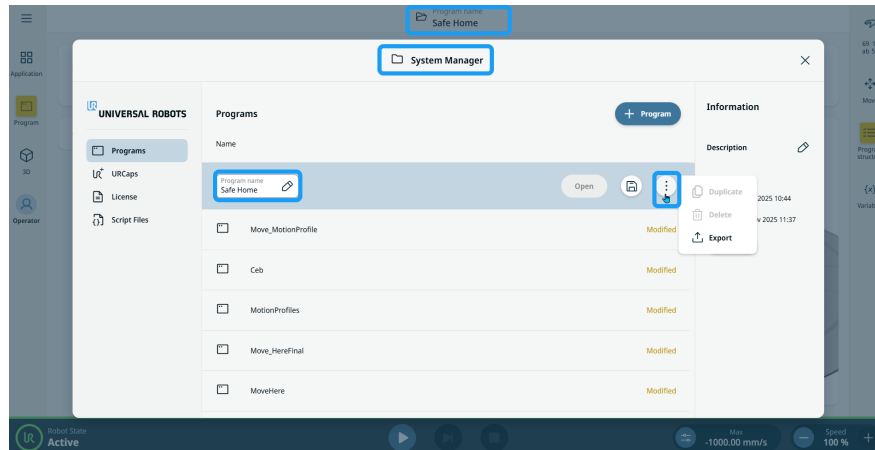 Program name
Safe Home
System Manager
Application
Program
3D
Operator
UNIVERSAL ROBOTS
Programs
URCaps
License
Script Files
Programs
+ Program
Name
Program name
Safe Home
Open
Move_MotionProfile
Modified
Ceb
Modified
MotionProfiles
Modified
Move_HereFinal
Modified
MoveHere
Modified
Information
Description
Duplicate
Delete
Export
2025 10:44
2025 11:37
Robot State
Active
Max
-1000,00 mm/s
Speed
100 %